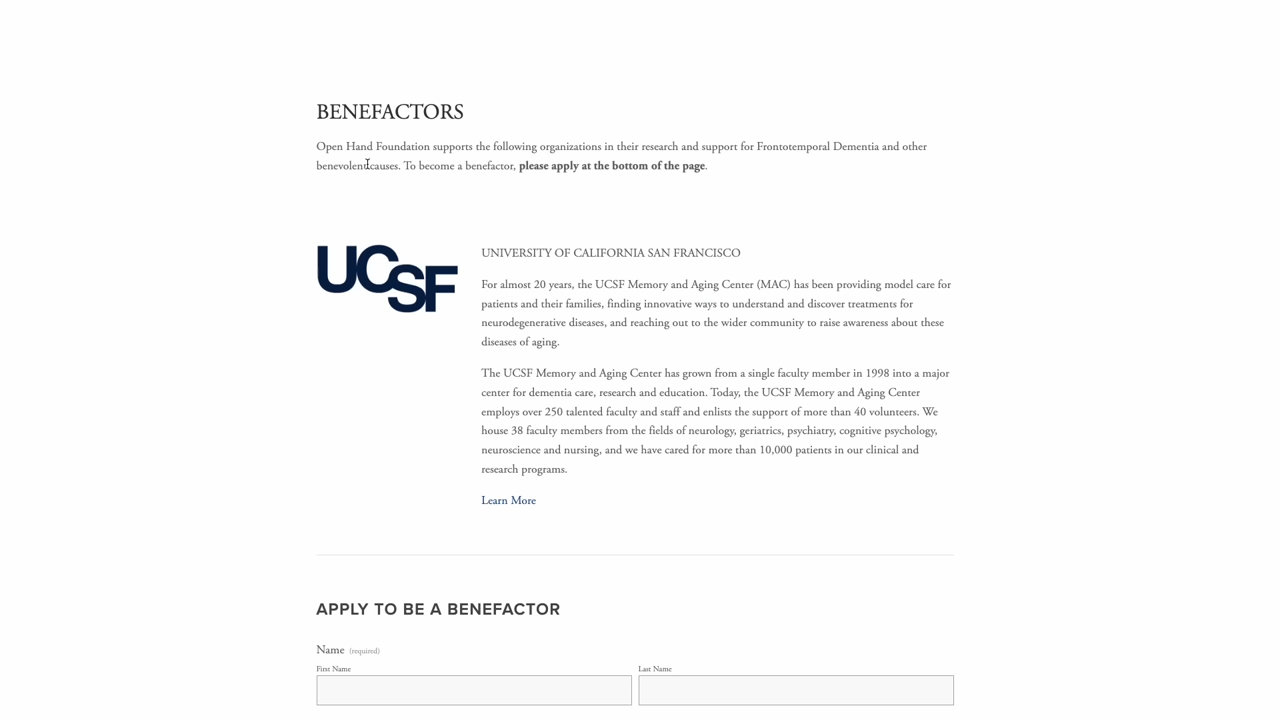 BENEFACTORS
Open Hand Foundation supports the following organizations in their research and support for Frontotemporal Dementia and other
benevolent causes. To become a benefactor, please apply at the bottom of the page.
UCSF
UNIVERSITY OF CALIFORNIA SAN FRANCISCO
For almost 20 years, the UCSF Memory and Aging Center (MAC) has been providing model care for
patients and their families, finding innovative ways to understand and discover treatments for
neurodegenerative diseases, and reaching out to the wider community to raise awareness about these
diseases of aging.
The UCSF Memory and Aging Center has grown from a single faculty member in 1998 into a major
center for dementia care, research and education. Today, the UCSF Memory and Aging Center
employs over 250 talented faculty and staff and enlists the support of more than 40 volunteers. We
house 38 faculty members from the fields of neurology, geriatrics, psychiatry, cognitive psychology,
neuroscience and nursing, and we have cared for more than 10,000 patients in our clinical and
research programs.
Learn More
APPLY TO BE A BENEFACTOR
Name (required)
First Name
Last Name